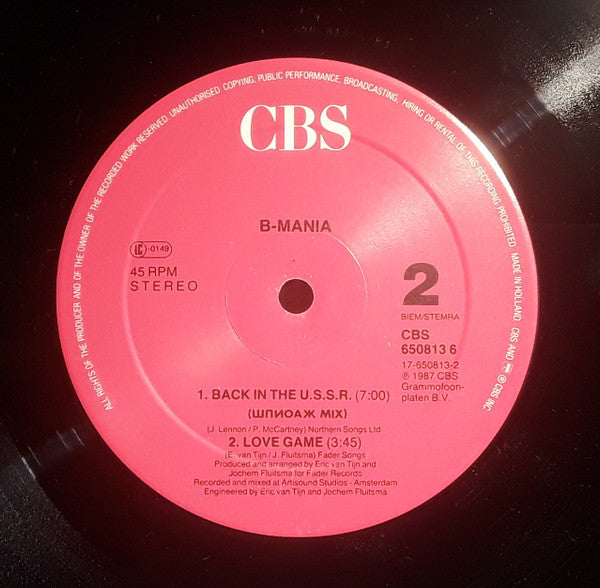 ALL RIGHTS OF THE PRODUCER AND OF THE OWNER OF THE RECORDED WORK RESERVED. UNAUTHORISED COPYING, PUBLIC PERFORMANCE, BROADCASTING, HIRING OR RENTAL OF THIS RECORDING PROHIBITED. MADE IN HOLLAND. CBS AND ® CBS INC.
CBS
B-MANIA
LC-0149
45 RPM
STEREO
2
BIEM/STEMRA
CBS
650813 6
17-650813-2
℗ 1987 CBS
Grammofoon-
platen B.V.
1. BACK IN THE U.S.S.R. (7:00)
(ШПИОАЖ MIX)
(J. Lennon / P. McCartney) Northern Songs Ltd.
2. LOVE GAME (3:45)
(E. van Tijn / J. Fluitsma) Fader Songs
Produced and arranged by Eric van Tijn and
Jochem Fluitsma for Fader Records
Recorded and mixed at Artisound Studios - Amsterdam
Engineered by Eric van Tijn and Jochem Fluitsma